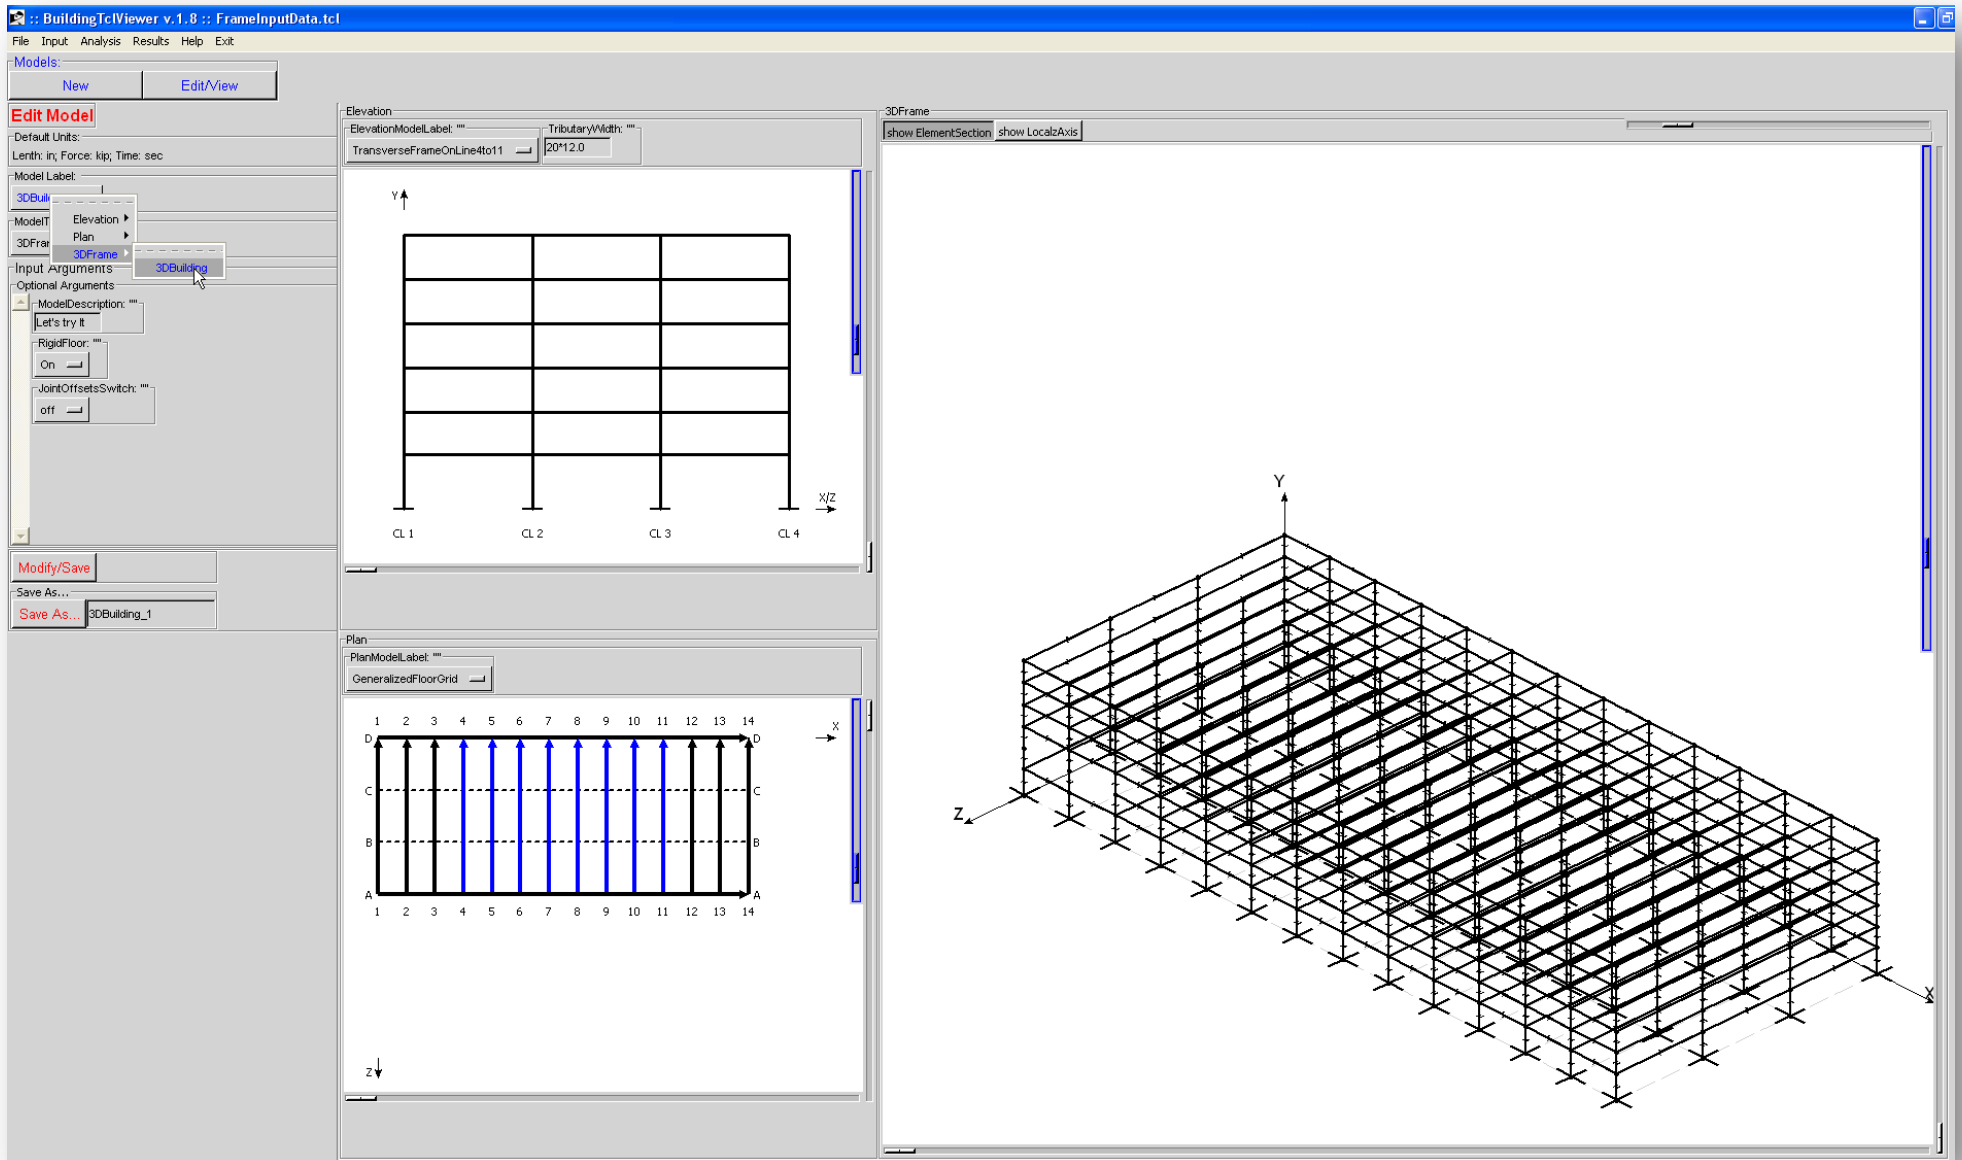 :: BuildingTclViewer v.1.8 :: FrameInputData.tcl
File Input Analysis Results Help Exit
Models:
New Edit/View
Edit Model
Default Units:
Lenth: in; Force: kip; Time: sec
Model Label:
3DBuil
Elevation
Plan
3DFrame
3DBuilding
ModelT
3DFrar
Input Arguments
Optional Arguments
ModelDescription: ""
Let's try It
RigidFloor: ""
On
JointOffsetsSwitch: ""
off
Modify/Save
Save As...
Save As... 3DBuilding_1
Elevation
ElevationModelLabel: "" TributaryWidth: ""
TransverseFrameOnLine4to11 20*12.0
Y
X/Z
CL 1 CL 2 CL 3 CL 4
Plan
PlanModelLabel: ""
GeneralizedFloorGrid
1 2 3 4 5 6 7 8 9 10 11 12 13 14
X
D D
C C
B B
A A
1 2 3 4 5 6 7 8 9 10 11 12 13 14
Z
3DFrame
show ElementSection show LocalzAxis
Y
Z
X